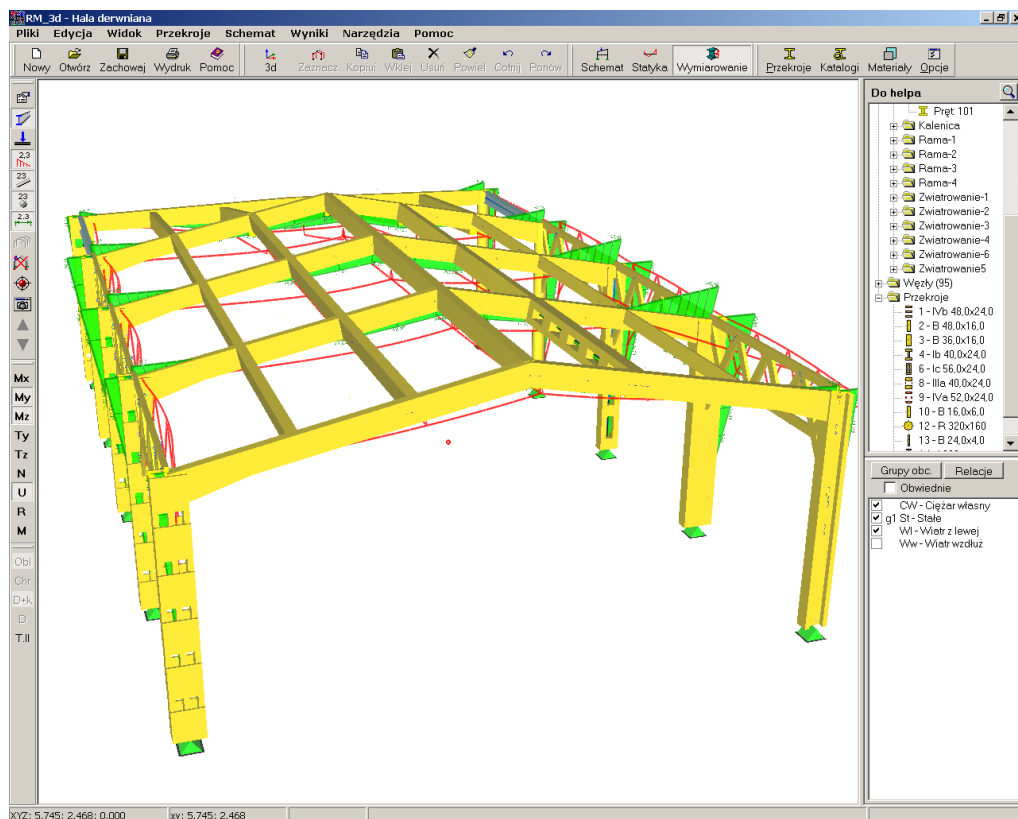 RM_3d - Hala derwniana
Pliki Edycja Widok Przekroje Schemat Wyniki Narzędzia Pomoc
Nowy Otwórz Zachowaj Wydruk Pomoc 3d Zaznacz Kopiuj Wklej Usuń Powiel Cofnij Ponów Schemat Statyka Wymiarowanie Przekroje Katalogi Materiały Opcje
Do helpa
Pręt: 101
Kalenica
Rama-1
Rama-2
Rama-3
Rama-4
Zwiatrowanie-1
Zwiatrowanie-2
Zwiatrowanie-3
Zwiatrowanie-4
Zwiatrowanie-6
Zwiatrowanie5
Węzły (95)
Przekroje
1 - IVb 48,0x24,0
2 - B 48,0x16,0
3 - B 36,0x16,0
4 - Ib 40,0x24,0
6 - Ic 56,0x24,0
8 - IIIa 40,0x24,0
9 - IVa 52,0x24,0
10 - B 16,0x6,0
12 - R 320x160
13 - B 24,0x4,0
Grupy obc. Relacje
Obwiednie
CW - Ciężar własny
g1 St - Stałe
Wl - Wiatr z lewej
Ww - Wiatr wzdłuż
2,3
23
23
2.3
Mx
My
Mz
Ty
Tz
N
U
R
M
Obl
Chr
D+k
D
T.II
XYZ: 5.745; 2.468; 0.000 xy: 5.745; 2.468